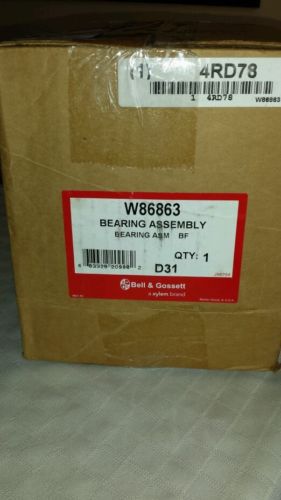 (1) 4RD78
1 4RD78
W86863
W86863
BEARING ASSEMBLY
BEARING ASM BF
QTY: 1
D31
Bell & Gossett
a xylem brand